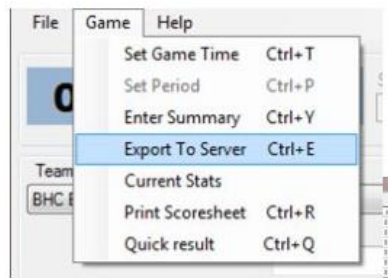 File Game Help
Set Game Time Ctrl+T
Set Period Ctrl+P
Enter Summary Ctrl+Y
Export To Server Ctrl+E
Team
Current Stats
BHC
Print Scoresheet Ctrl+R
Quick result Ctrl+Q